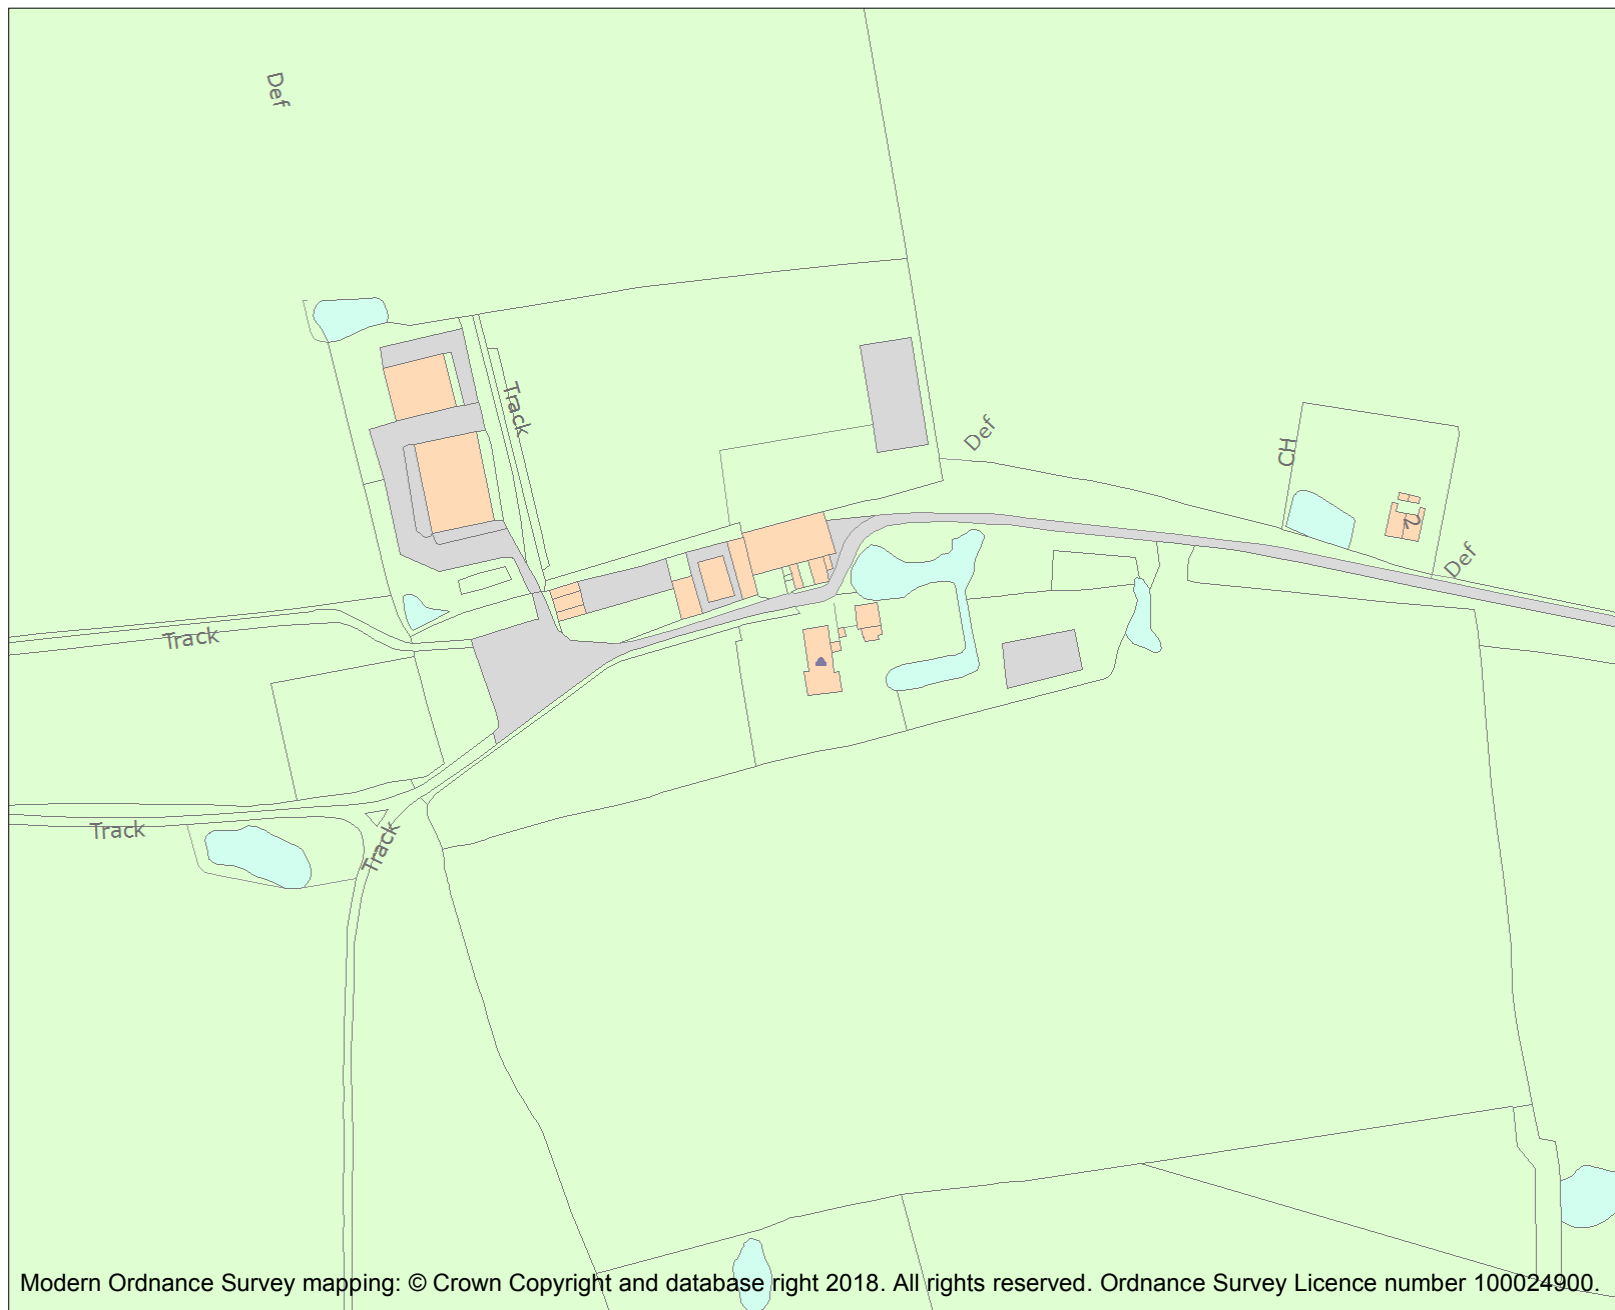 Def
Track
Def
CH
2
Def
Track
Track
Track
Modern Ordnance Survey mapping: © Crown Copyright and database right 2018. All rights reserved. Ordnance Survey Licence number 100024900.